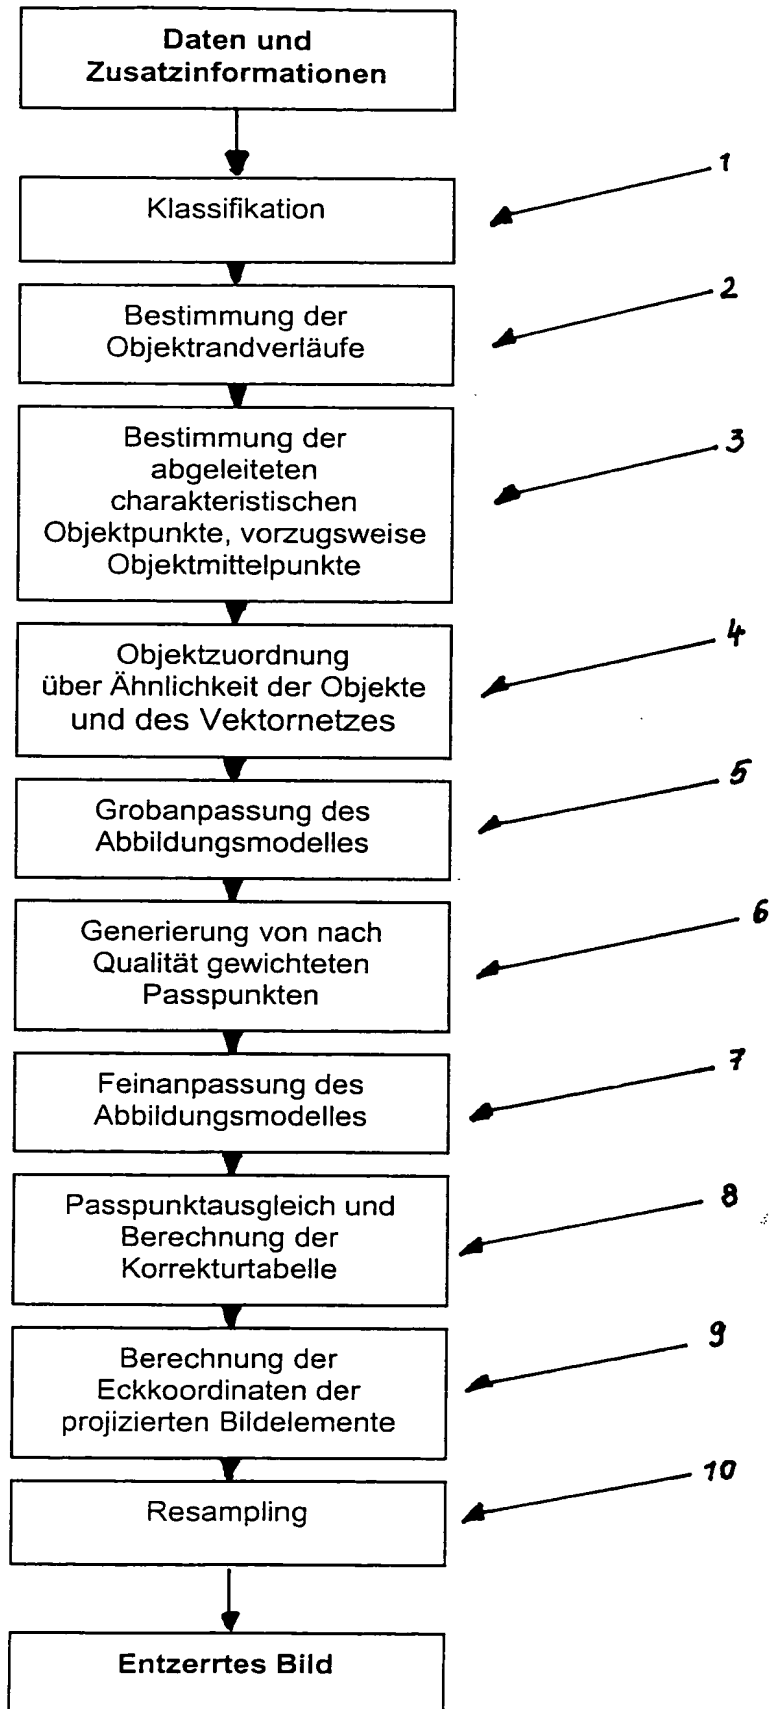 Daten und
Zusatzinformationen
Klassifikation
1
Bestimmung der
Objektrandverläufe
2
Bestimmung der
abgeleiteten
charakteristischen
Objektpunkte, vorzugsweise
Objektmittelpunkte
3
Objektzuordnung
über Ähnlichkeit der Objekte
und des Vektornetzes
4
Grobanpassung des
Abbildungsmodelles
5
Generierung von nach
Qualität gewichteten
Passpunkten
6
Feinanpassung des
Abbildungsmodelles
7
Passpunktausgleich und
Berechnung der
Korrekturtabelle
8
Berechnung der
Eckkoordinaten der
projizierten Bildelemente
9
Resampling
10
Entzerrtes Bild